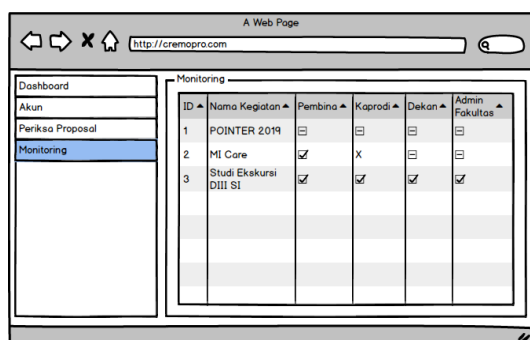 A Web Page
http://cremopro.com
Dashboard
Akun
Periksa Proposal
Monitoring
Monitoring
ID Nama Kegiatan Pembina Kaprodi Dekan Admin Fakultas
1 POINTER 2019
2 MI Care X
3 Studi Ekskursi DIII SI